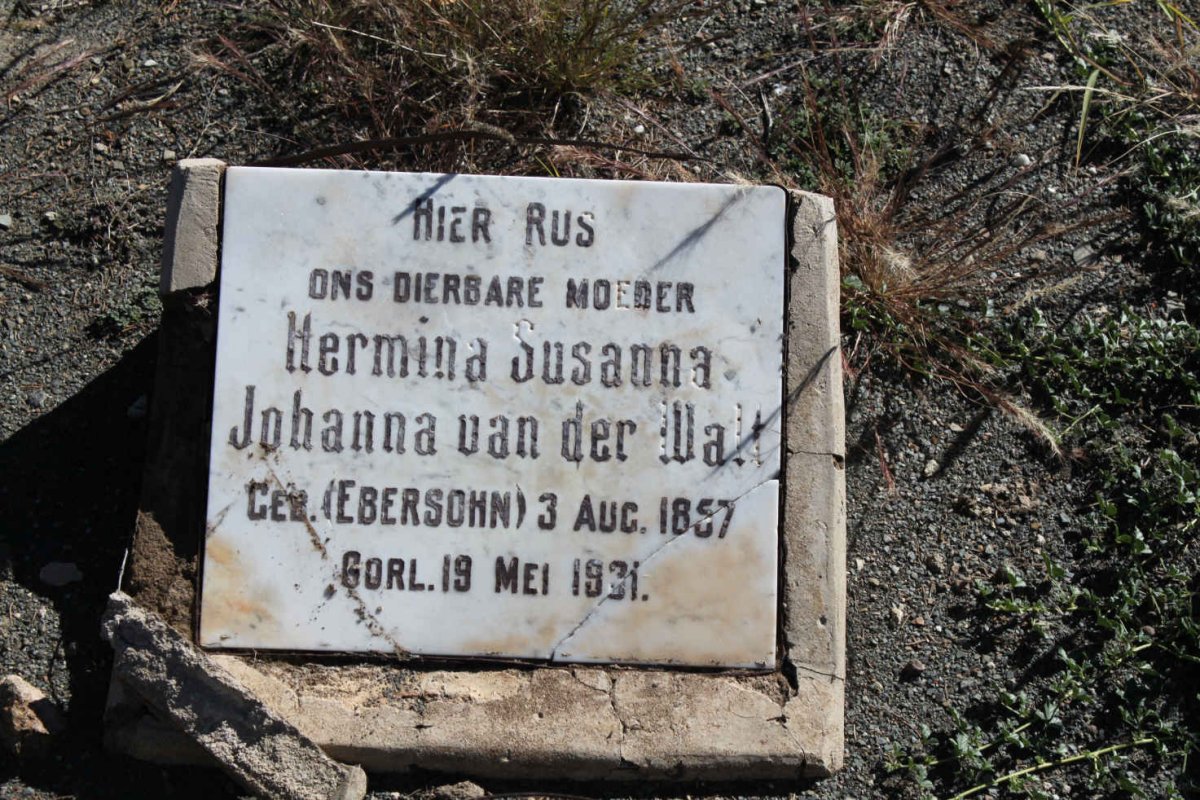 HIER RUS
ONS DIERBARE MOEDER
Hermina Susanna
Johanna van der Walt
GEB. (EBERSOHN) 3 AUG. 1857
GORL. 19 MEI 1931.